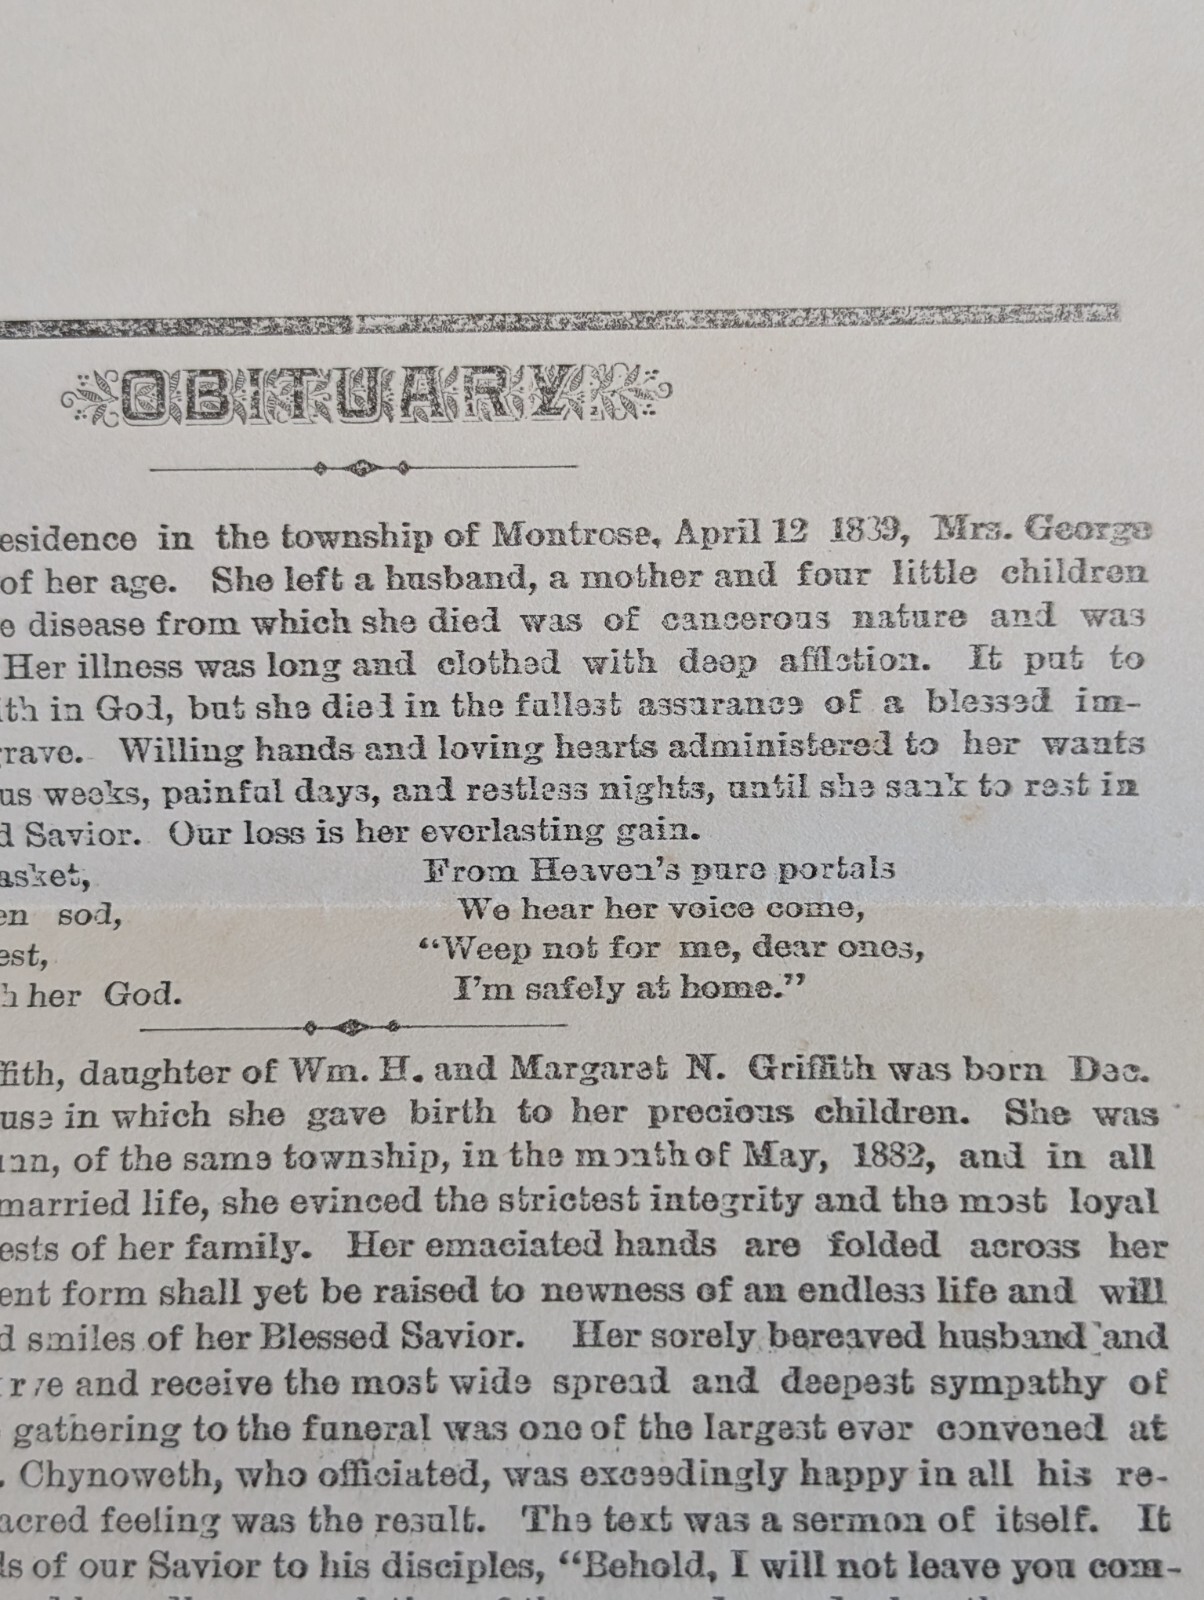 OBITUARY.
esidence in the township of Montrose, April 12 1889, Mrs. George
of her age. She left a husband, a mother and four little children
e disease from which she died was of cancerous nature and was
Her illness was long and clothed with deep affliction. It put to
ith in God, but she died in the fullest assurance of a blessed im-
grave. Willing hands and loving hearts administered to her wants
us weeks, painful days, and restless nights, until she sank to rest in
d Savior. Our loss is her everlasting gain.
asket,
en sod,
est,
h her God.
From Heaven's pure portals
We hear her voice come,
“Weep not for me, dear ones,
I'm safely at home.”
ffith, daughter of Wm. H. and Margaret N. Griffith was born Dec.
use in which she gave birth to her precious children. She was
nn, of the same township, in the month of May, 1882, and in all
married life, she evinced the strictest integrity and the most loyal
ests of her family. Her emaciated hands are folded across her
ent form shall yet be raised to newness of an endless life and will
d smiles of her Blessed Savior. Her sorely bereaved husband and
and receive the most wide spread and deepest sympathy of
gathering to the funeral was one of the largest ever convened at
. Chynoweth, who officiated, was exceedingly happy in all his re-
acred feeling was the result. The text was a sermon of itself. It
ds of our Savior to his disciples, “Behold, I will not leave you com-